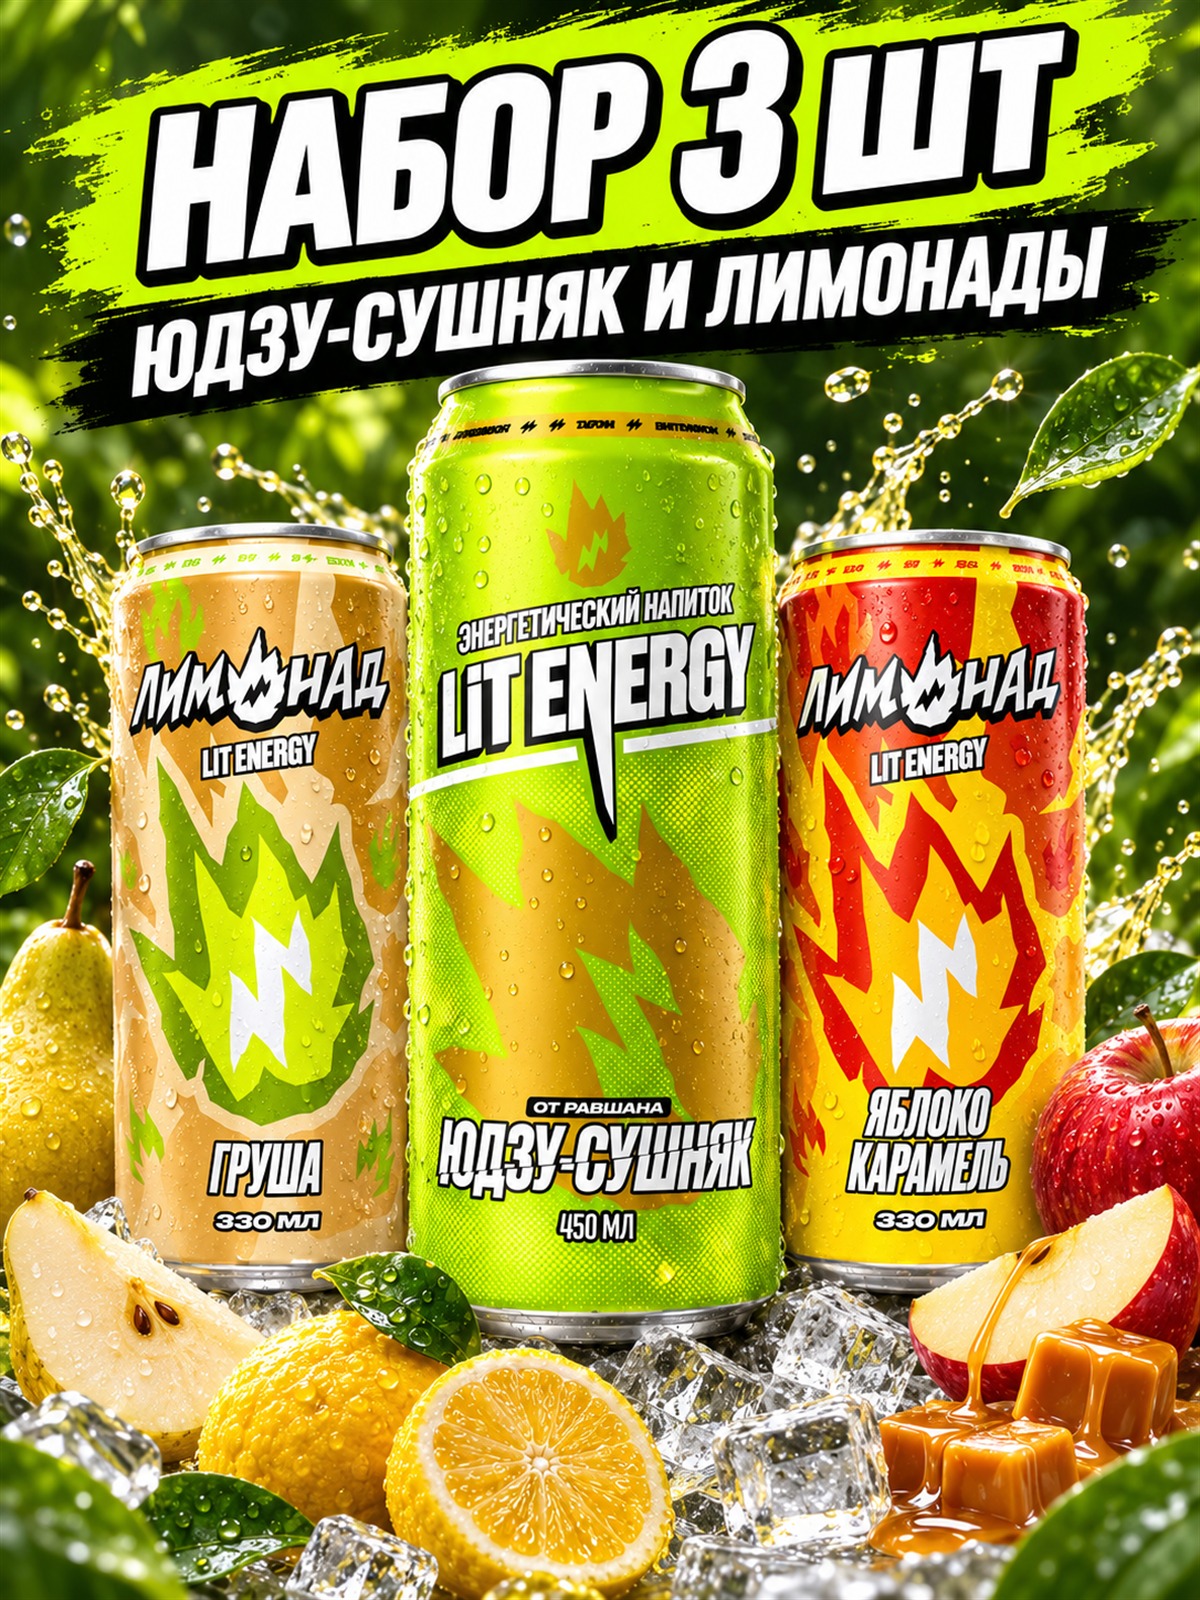 НАБОР 3 ШТ
ЮДЗУ-СУШНЯК И ЛИМОНАДЫ
ЭНЕРГЕТИЧЕСКИЙ НАПИТОК
LIT ENERGY
ОТ РАВШАНА
ЮДЗУ-СУШНЯК
450 МЛ
ЛИМОНАД
LIT ENERGY
ГРУША
330 МЛ
ЛИМОНАД
LIT ENERGY
ЯБЛОКО
КАРАМЕЛЬ
330 МЛ